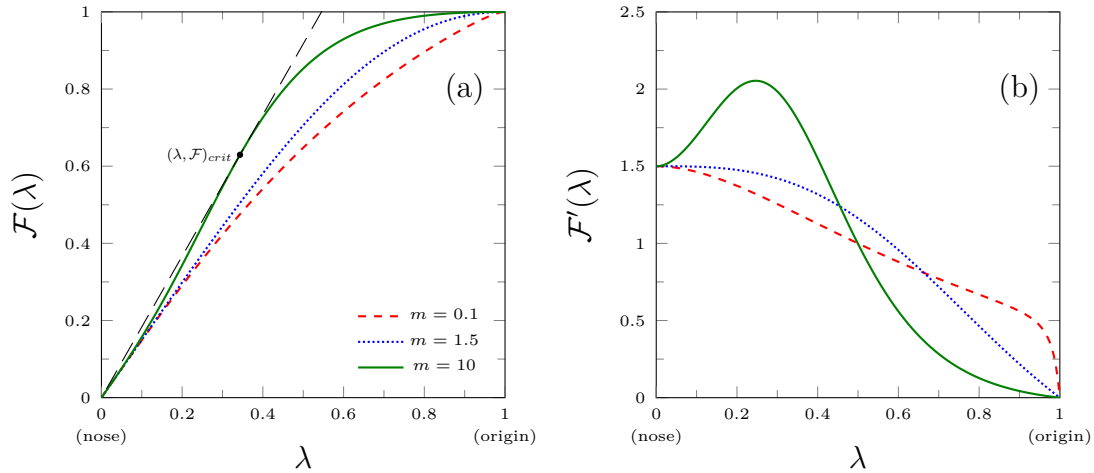 1
0.8
0.6
0.4
0.2
0
F(λ)
(a)
(λ, F)crit
m = 0.1
m = 1.5
m = 10
0 0.2 0.4 0.6 0.8 1
(nose) (origin)
λ
2.5
2
1.5
1
0.5
0
F′(λ)
(b)
0 0.2 0.4 0.6 0.8 1
(nose) (origin)
λ